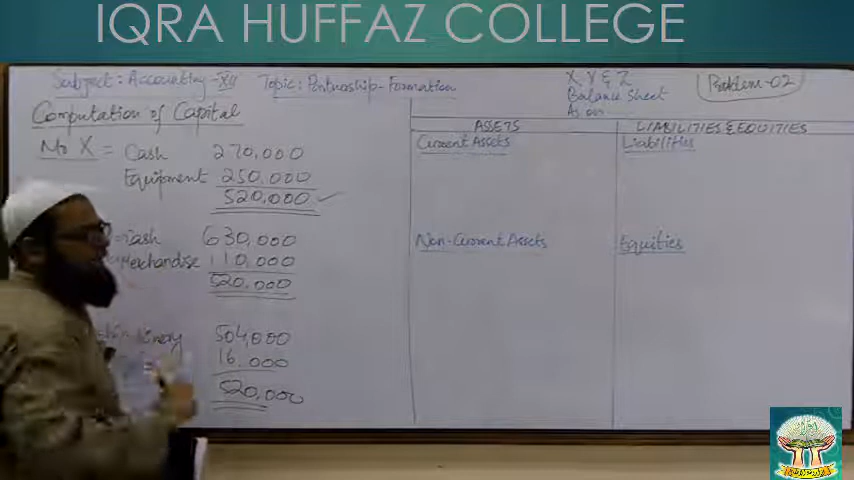 IQRA HUFFAZ COLLEGE
Subject: Accounting-XII Topic: Partnership-Formation
Computation of Capital
Mr X = Cash 270,000
Equipment 250,000
520,000
Cash 630,000
Merchandise 110,000
520,000
504,000
16,000
520,000
X, Y & Z
Balance Sheet
As on
Problem-02
ASSETS LIABILITIES & EQUITIES
Current Assets Liabilities
Non-Current Assets Equities